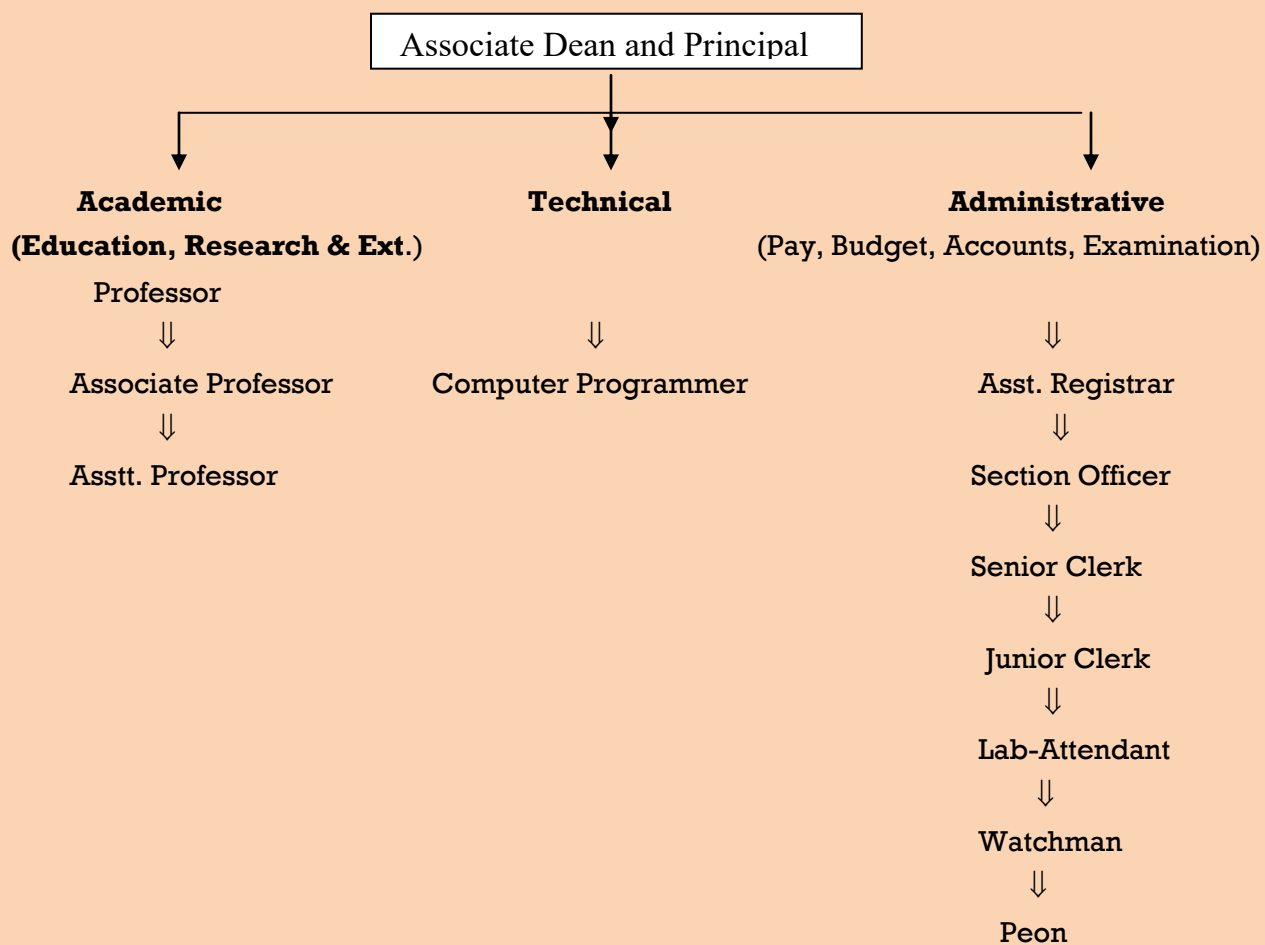 Associate Dean and Principal
Academic
(Education, Research & Ext.)
Professor
⇓
Associate Professor
⇓
Asstt. Professor
Technical
⇓
Computer Programmer
Administrative
(Pay, Budget, Accounts, Examination)
⇓
Asst. Registrar
⇓
Section Officer
⇓
Senior Clerk
⇓
Junior Clerk
⇓
Lab-Attendant
⇓
Watchman
⇓
Peon